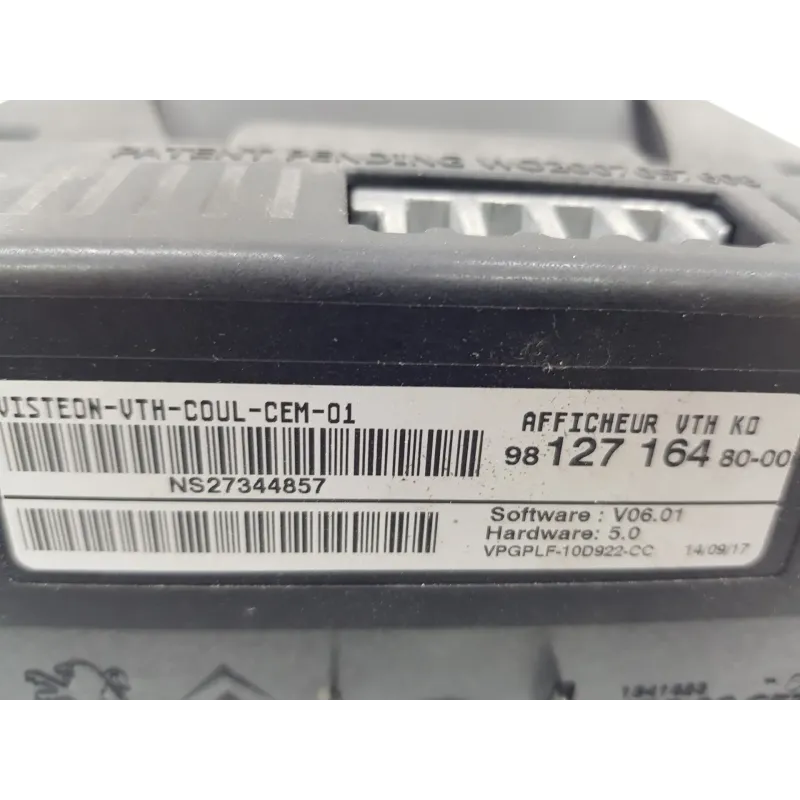 PATENT PENDING
VISTEON-VTH-COUL-CEM-01
AFFICHEUR VTH KO
98 127 164 80-00
NS27344857
Software : V06.01
Hardware: 5.0
VPGPLF-10D922-CC 14/09/17